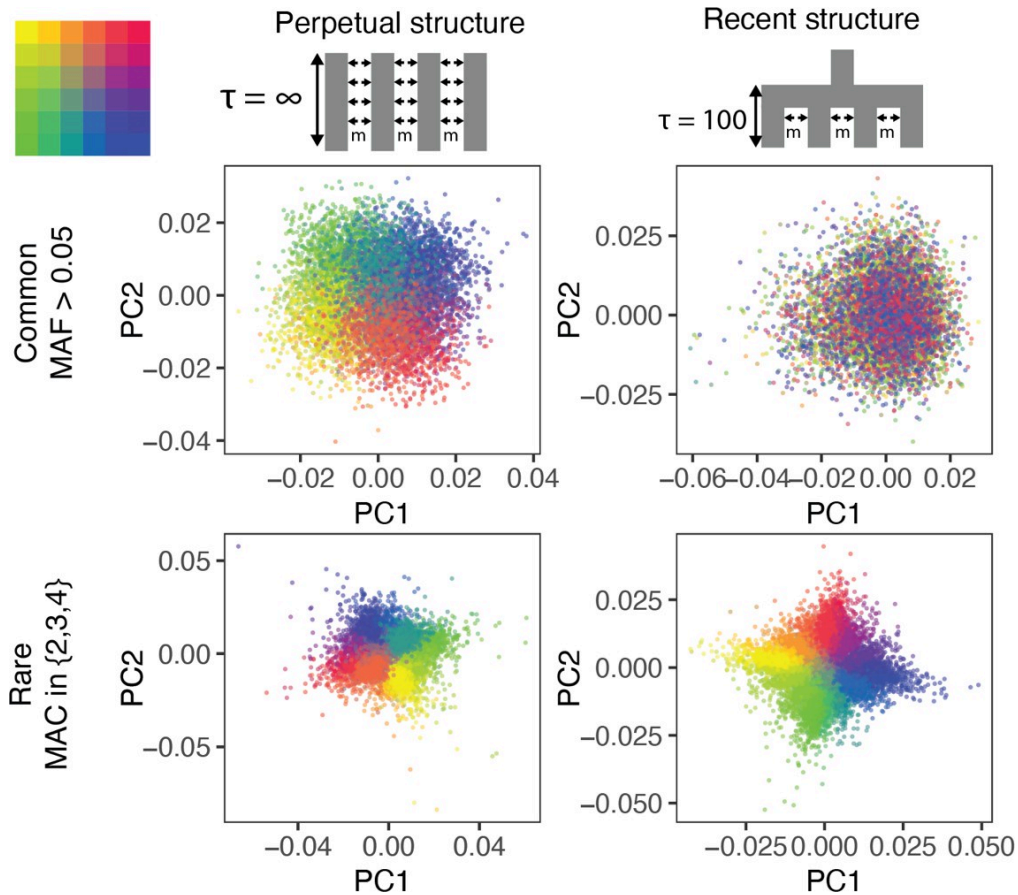 Perpetual structure
Recent structure
τ = ∞
m m m
τ = 100
m m m
Common
MAF > 0.05
PC2
0.02
0.00
−0.02
−0.04
−0.02 0.00 0.02 0.04
PC1
PC2
0.025
0.000
−0.025
−0.06 −0.04 −0.02 0.00 0.02
PC1
Rare
MAC in {2,3,4}
PC2
0.05
0.00
−0.05
−0.04 0.00 0.04
PC1
PC2
0.025
0.000
−0.025
−0.050
−0.025 0.000 0.025 0.050
PC1